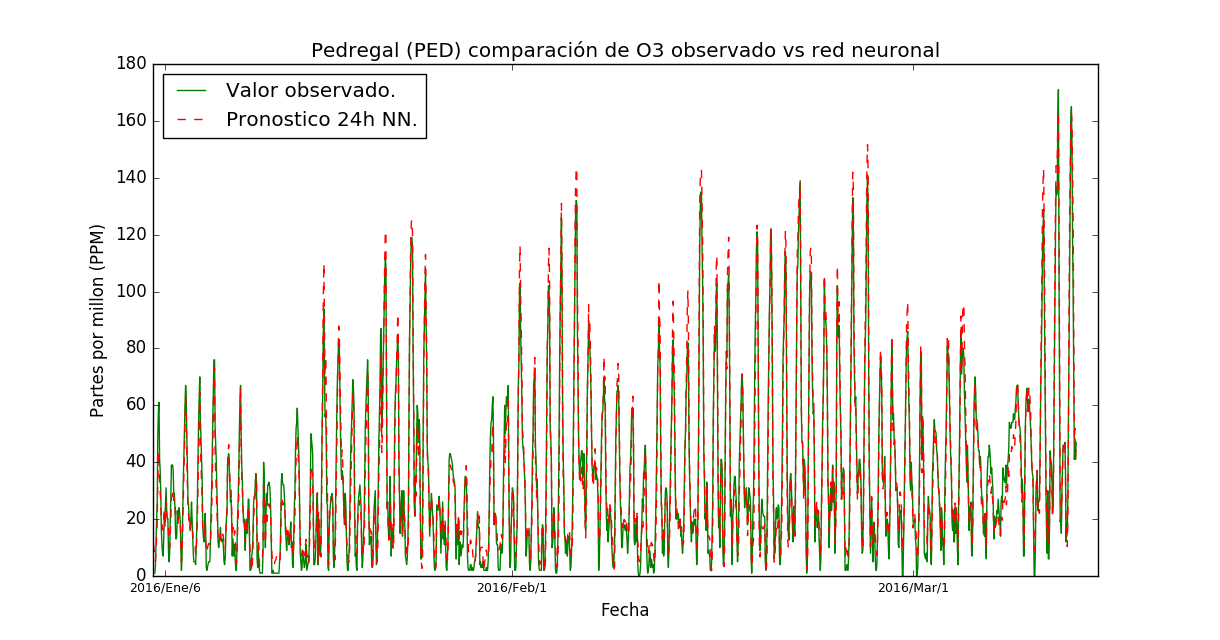 Pedregal (PED) comparación de O3 observado vs red neuronal
Valor observado.
Pronostico 24h NN.
Partes por millon (PPM)
180
160
140
120
100
80
60
40
20
0
2016/Ene/6
2016/Feb/1
2016/Mar/1
Fecha